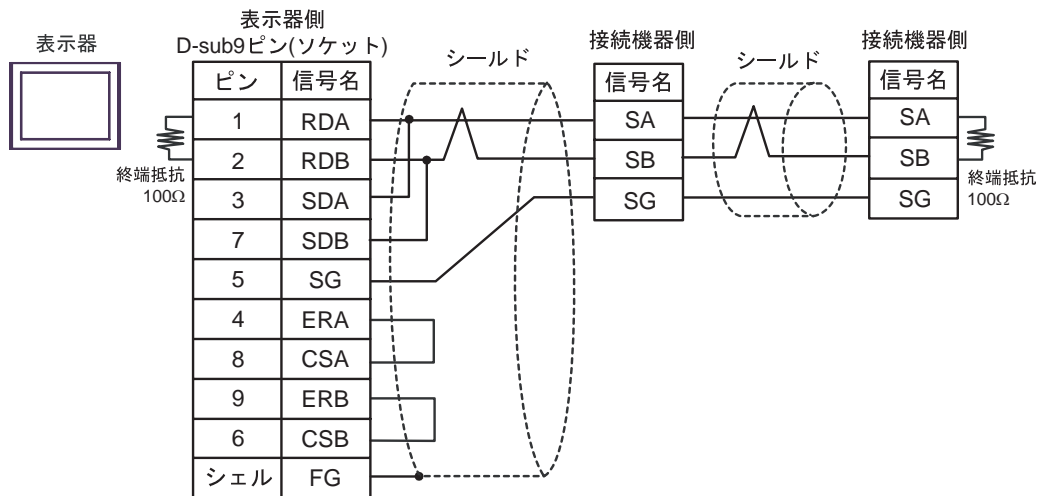 表示器
表示器側
D-sub9ピン(ソケット)
ピン 信号名
1 RDA
2 RDB
3 SDA
7 SDB
5 SG
4 ERA
8 CSA
9 ERB
6 CSB
シェル FG
終端抵抗
100Ω
シールド
接続機器側
信号名
SA
SB
SG
シールド
接続機器側
信号名
SA
SB
SG
終端抵抗
100Ω